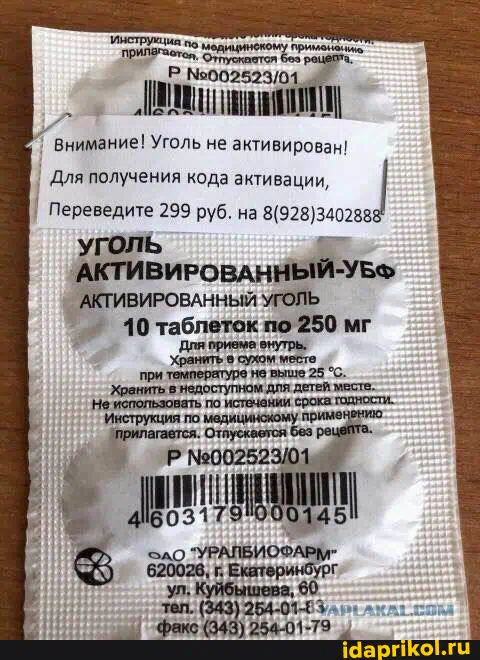 Инструкция по медицинскому применению
прилагается. Отпускается без рецепта.
Р №002523/01
Внимание! Уголь не активирован!
Для получения кода активации,
Переведите 299 руб. на 8(928)3402888
УГОЛЬ
АКТИВИРОВАННЫЙ-УБФ
АКТИВИРОВАННЫЙ УГОЛЬ
10 таблеток по 250 мг
Для приема внутрь.
Хранить в сухом месте
при температуре не выше 25 °С.
Хранить в недоступном для детей месте.
Не использовать по истечении срока годности.
Инструкция по медицинскому применению
прилагается. Отпускается без рецепта.
Р №002523/01
4 603179 000145
ОАО "УРАЛБИОФАРМ"
620026, г. Екатеринбург
ул. Куйбышева, 60
тел. (343) 254-01-83
YAPLAKAL.COM
факс (343) 254-01-79
idaprikol.ru